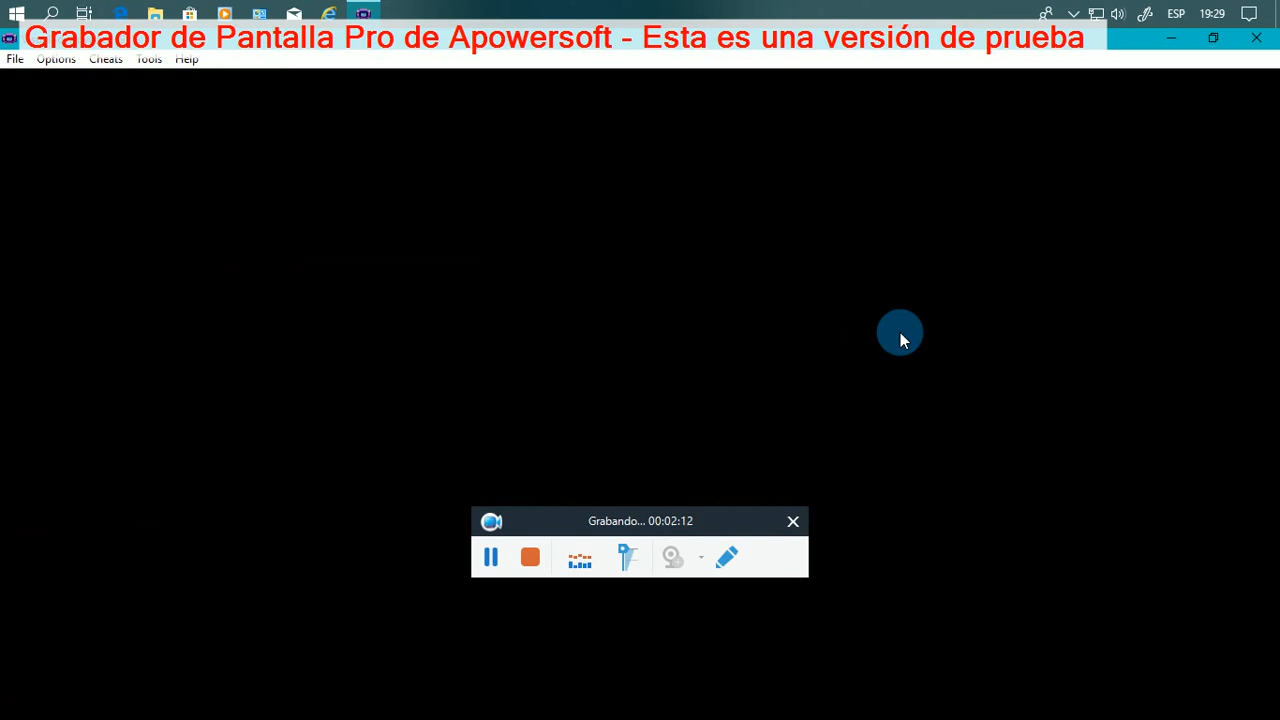 ESP 19:29
Grabador de Pantalla Pro de Apowersoft - Esta es una versión de prueba
File Options Cheats Tools Help
Grabando... 00:02:12